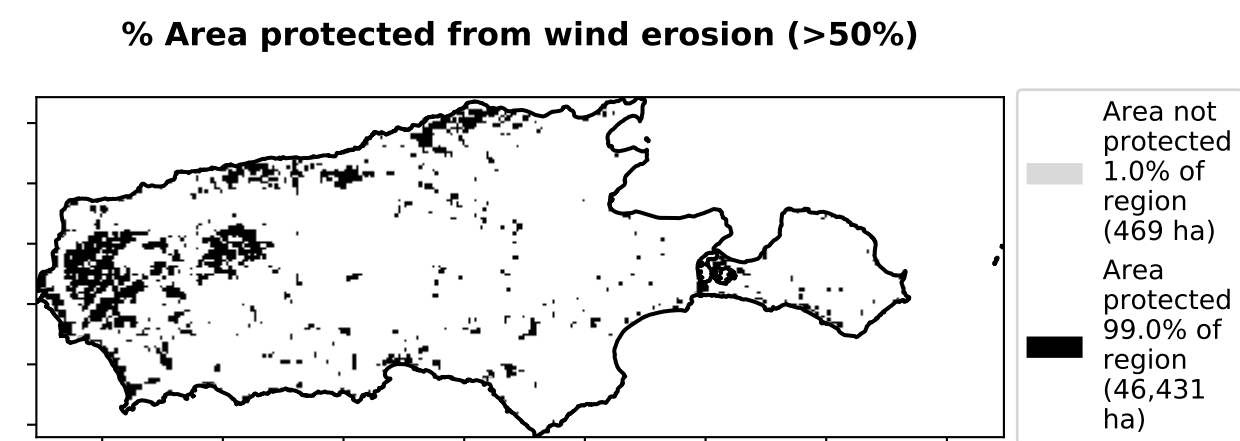 % Area protected from wind erosion (>50%)
Area not
protected
1.0% of
region
(469 ha)
Area
protected
99.0% of
region
(46,431
ha)